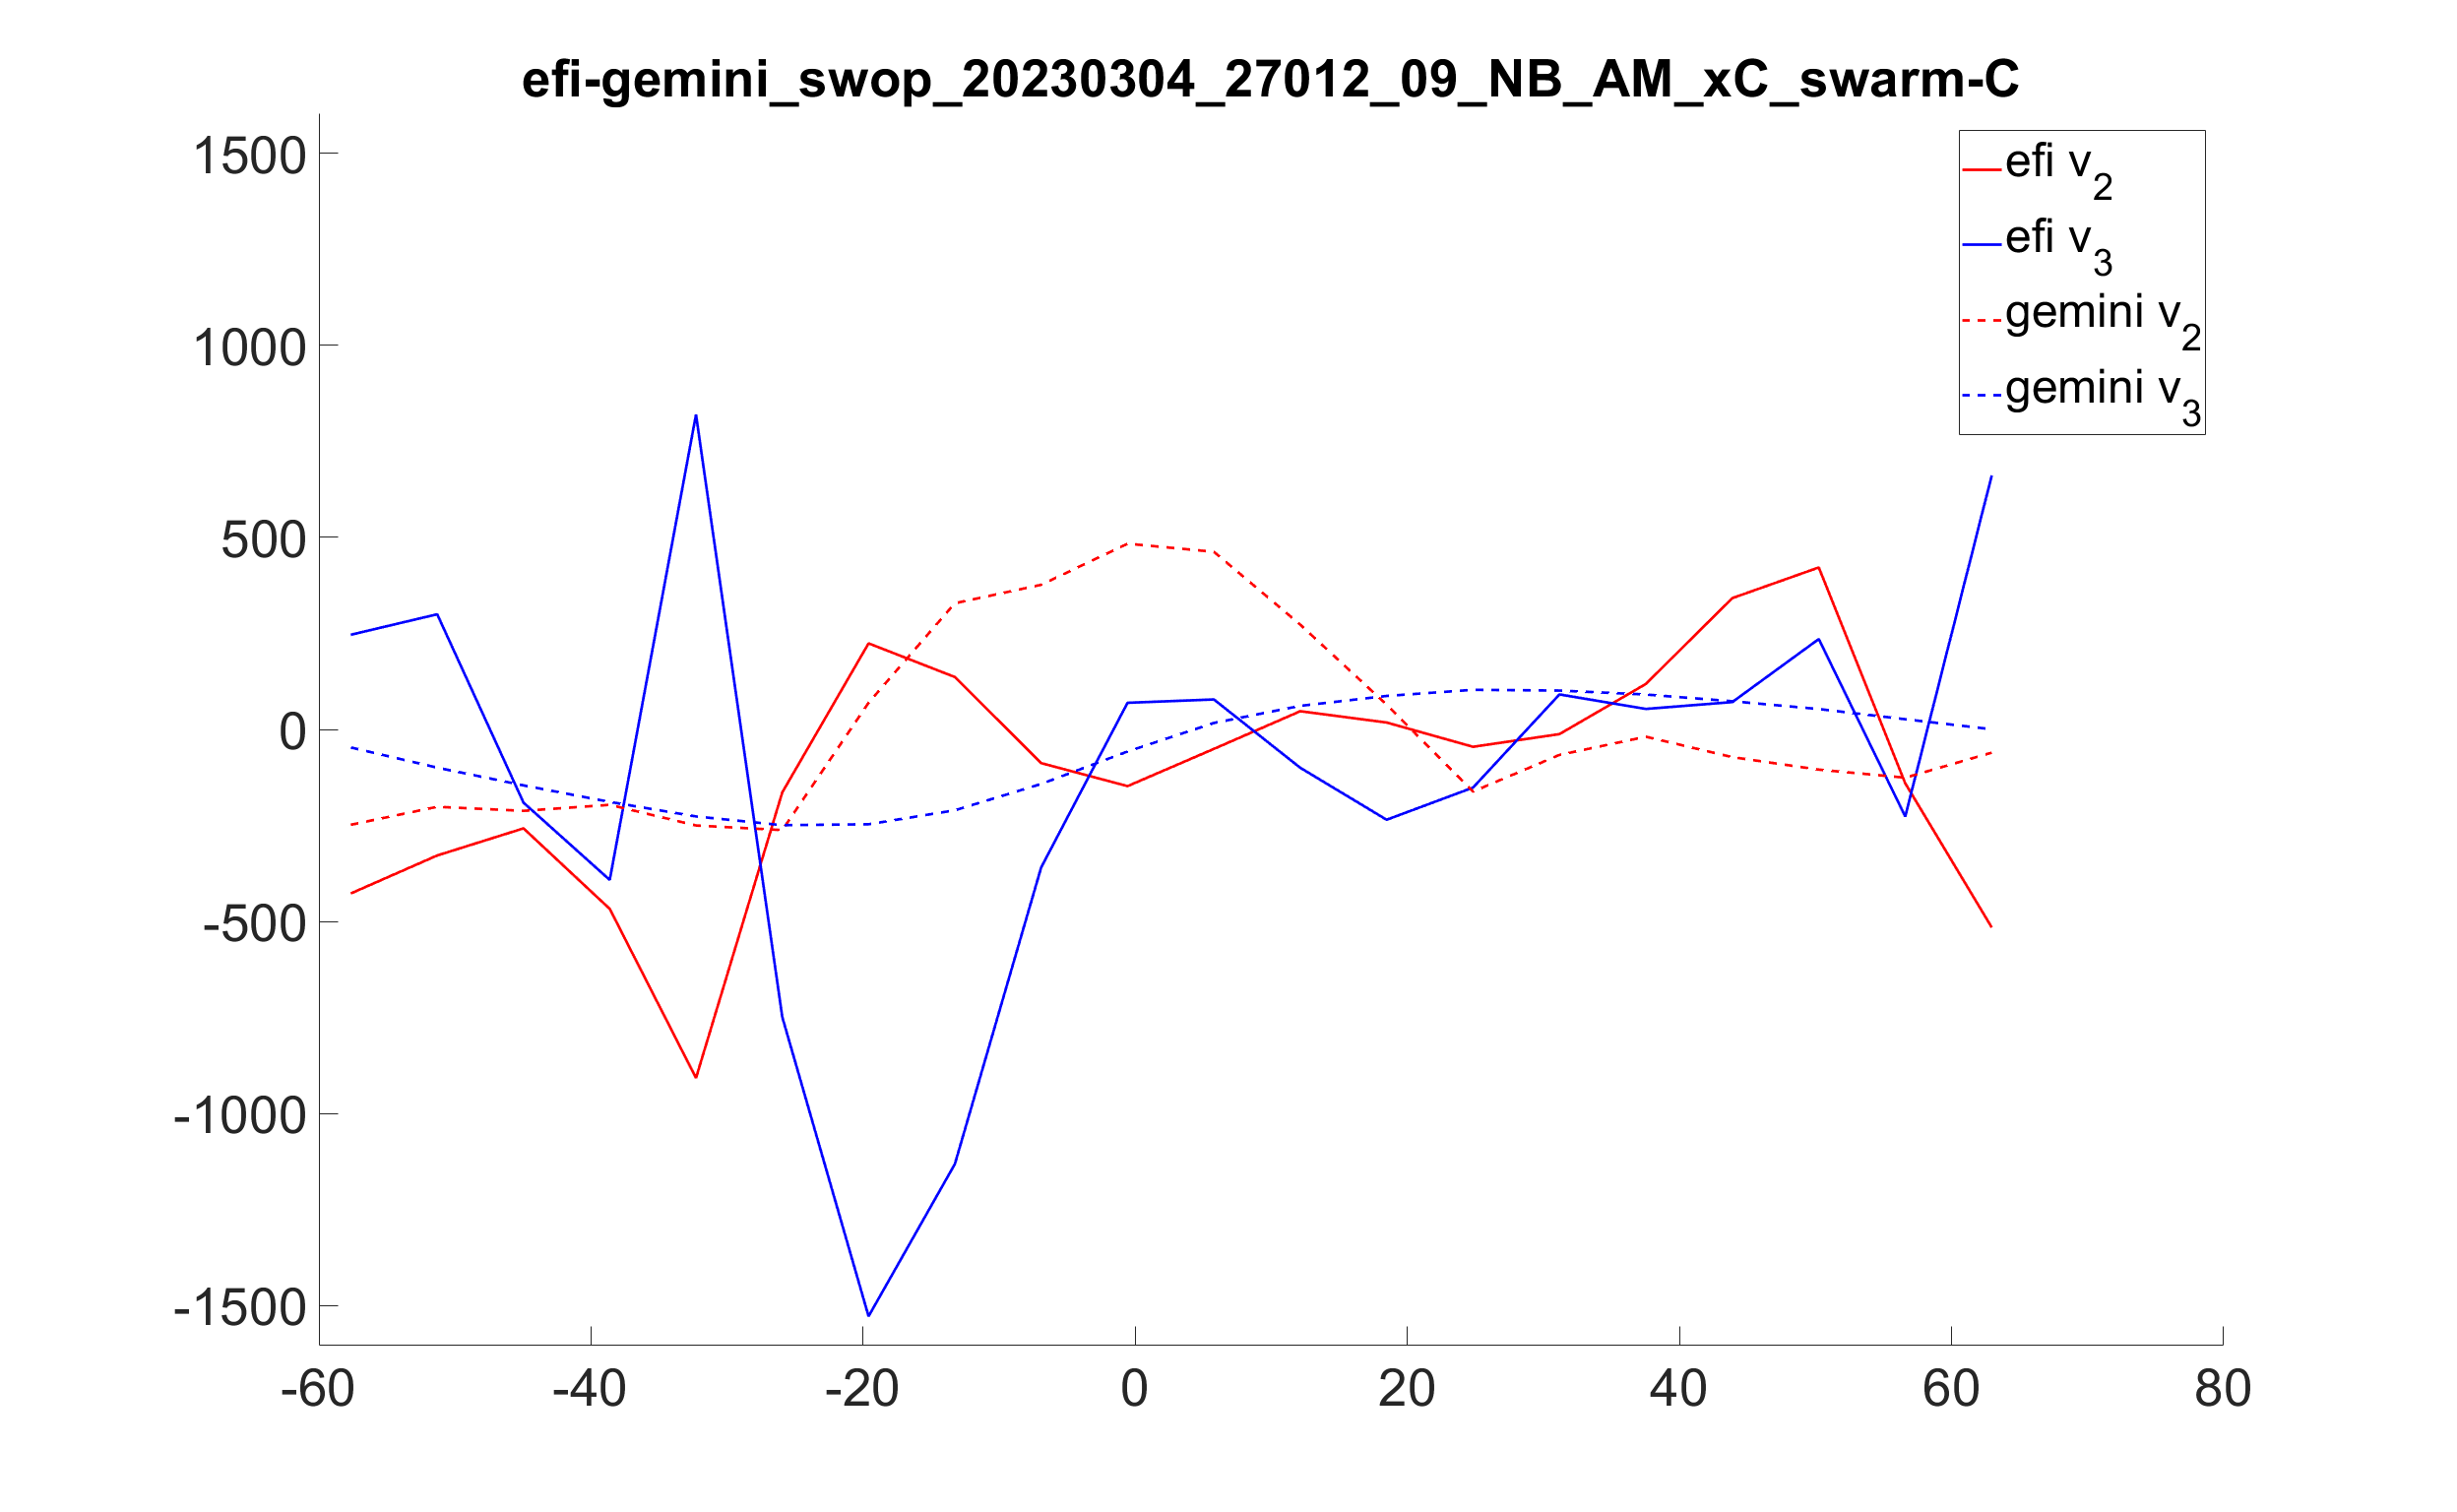 efi-gemini_swop_20230304_27012_09_NB_AM_xC_swarm-C
1500
1000
500
0
-500
-1000
-1500
-60 -40 -20 0 20 40 60 80
efi v2
efi v3
gemini v2
gemini v3